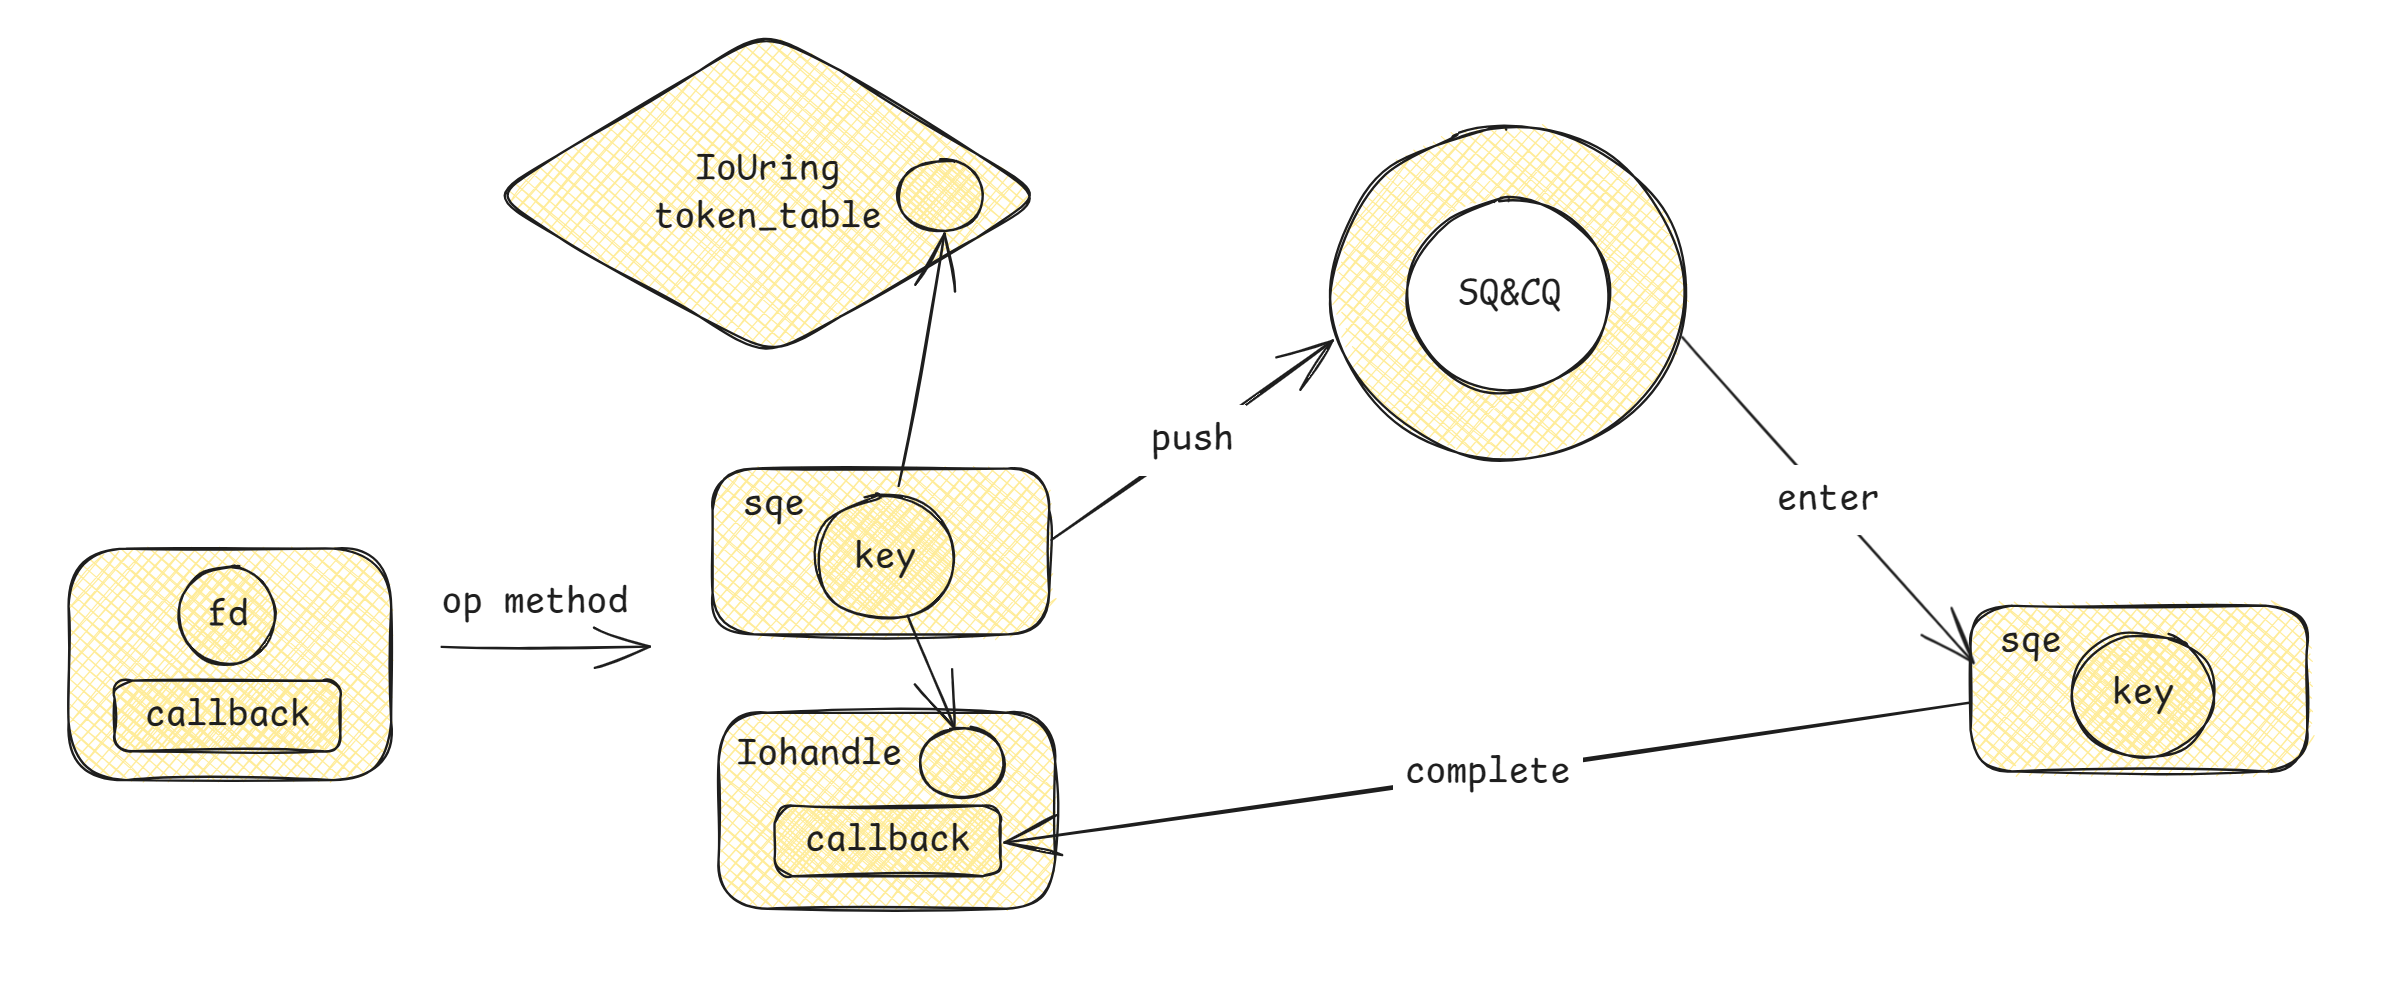 IoUring
token_table
SQ&CQ
push
sqe
key
enter
fd
callback
op method
sqe
key
Iohandle
callback
complete